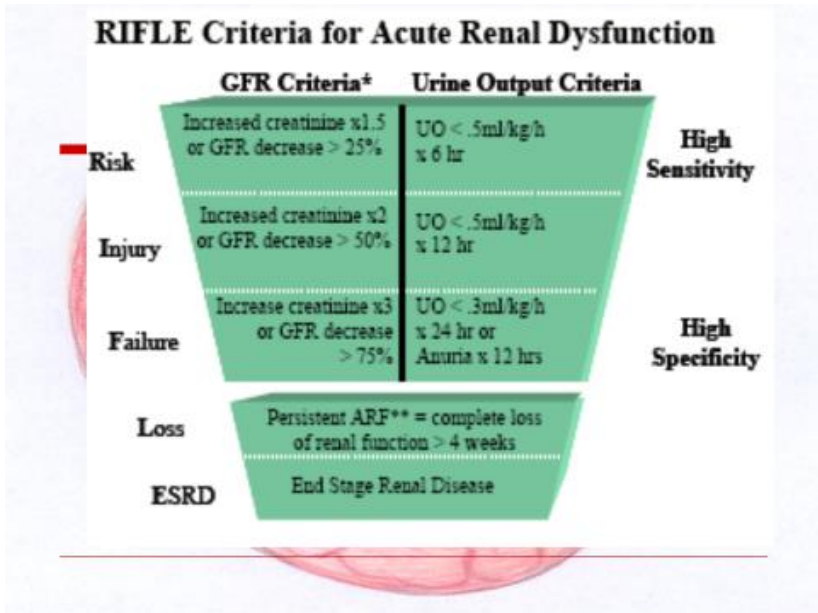 RIFLE Criteria for Acute Renal Dysfunction
GFR Criteria*
Urine Output Criteria
Risk
Increased creatinine x1.5
or GFR decrease > 25%
UO < .5ml/kg/h
x 6 hr
High
Sensitivity
Injury
Increased creatinine x2
or GFR decrease > 50%
UO < .5ml/kg/h
x 12 hr
Failure
Increase creatinine x3
or GFR decrease
> 75%
UO < .3ml/kg/h
x 24 hr or
Anuria x 12 hrs
High
Specificity
Loss
Persistent ARF** = complete loss
of renal function > 4 weeks
ESRD
End Stage Renal Disease